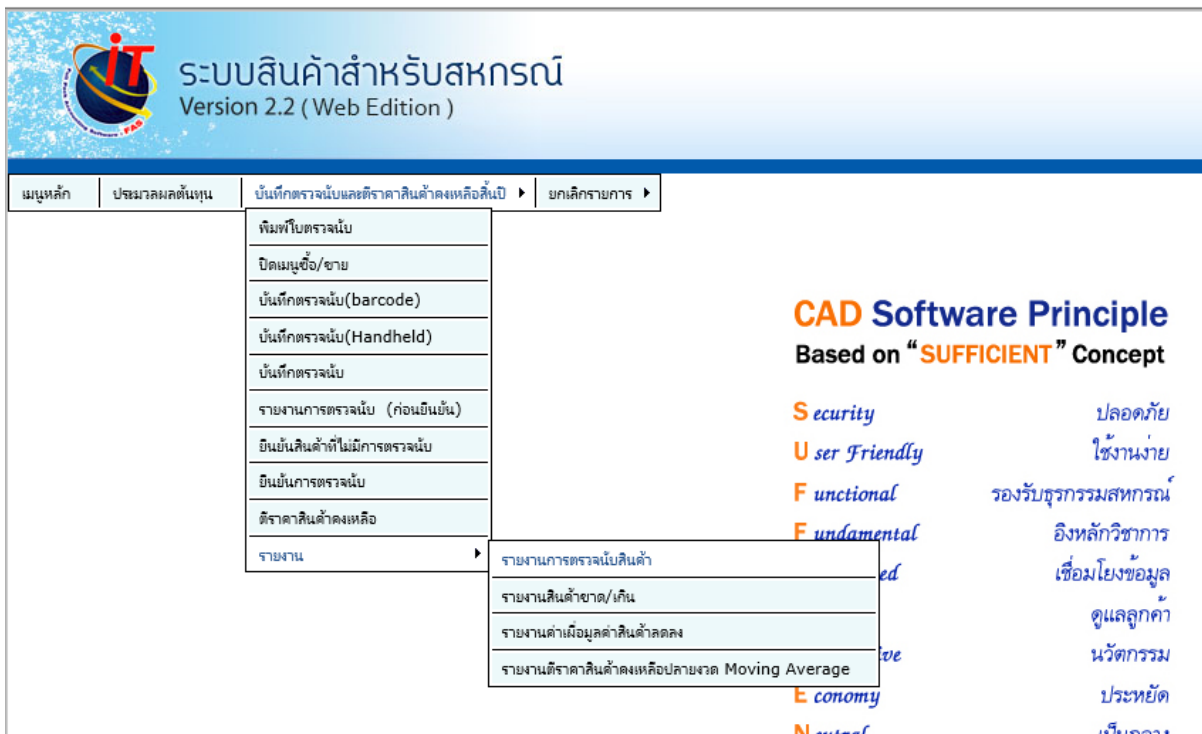 iT
ระบบสินค้าสำหรับสหกรณ์
Version 2.2 ( Web Edition )
เมนูหลัก ประมวลผลต้นทุน บันทึกตรวจนับและตีราคาสินค้าคงเหลือสิ้นปี ยกเลิกรายการ
พิมพ์ใบตรวจนับ
ปิดเมนูซื้อ/ขาย
บันทึกตรวจนับ(barcode)
บันทึกตรวจนับ(Handheld)
บันทึกตรวจนับ
รายงานการตรวจนับ (ก่อนยืนยัน)
ยืนยันสินค้าที่ไม่มีการตรวจนับ
ยืนยันการตรวจนับ
ตีราคาสินค้าคงเหลือ
รายงาน
รายงานการตรวจนับสินค้า
รายงานสินค้าขาด/เกิน
รายงานค่าเผื่อมูลค่าสินค้าลดลง
รายงานตีราคาสินค้าคงเหลือปลายงวด Moving Average
CAD Software Principle
Based on “SUFFICIENT” Concept
Security ปลอดภัย
User Friendly ใช้งานง่าย
Functional รองรับธุรกรรมสหกรณ์
Fundamental อิงหลักวิชาการ
ed เชื่อมโยงข้อมูล
ดูแลลูกค้า
ive นวัตกรรม
Economy ประหยัด